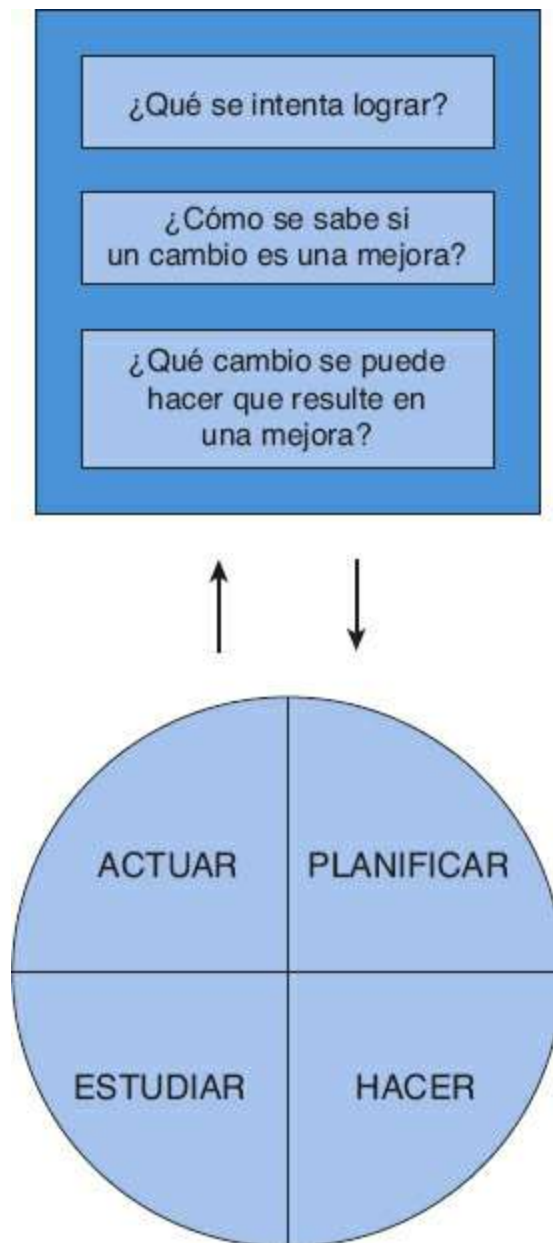 ¿Qué se intenta lograr?
¿Cómo se sabe si
un cambio es una mejora?
¿Qué cambio se puede
hacer que resulte en
una mejora?
ACTUAR
PLANIFICAR
ESTUDIAR
HACER